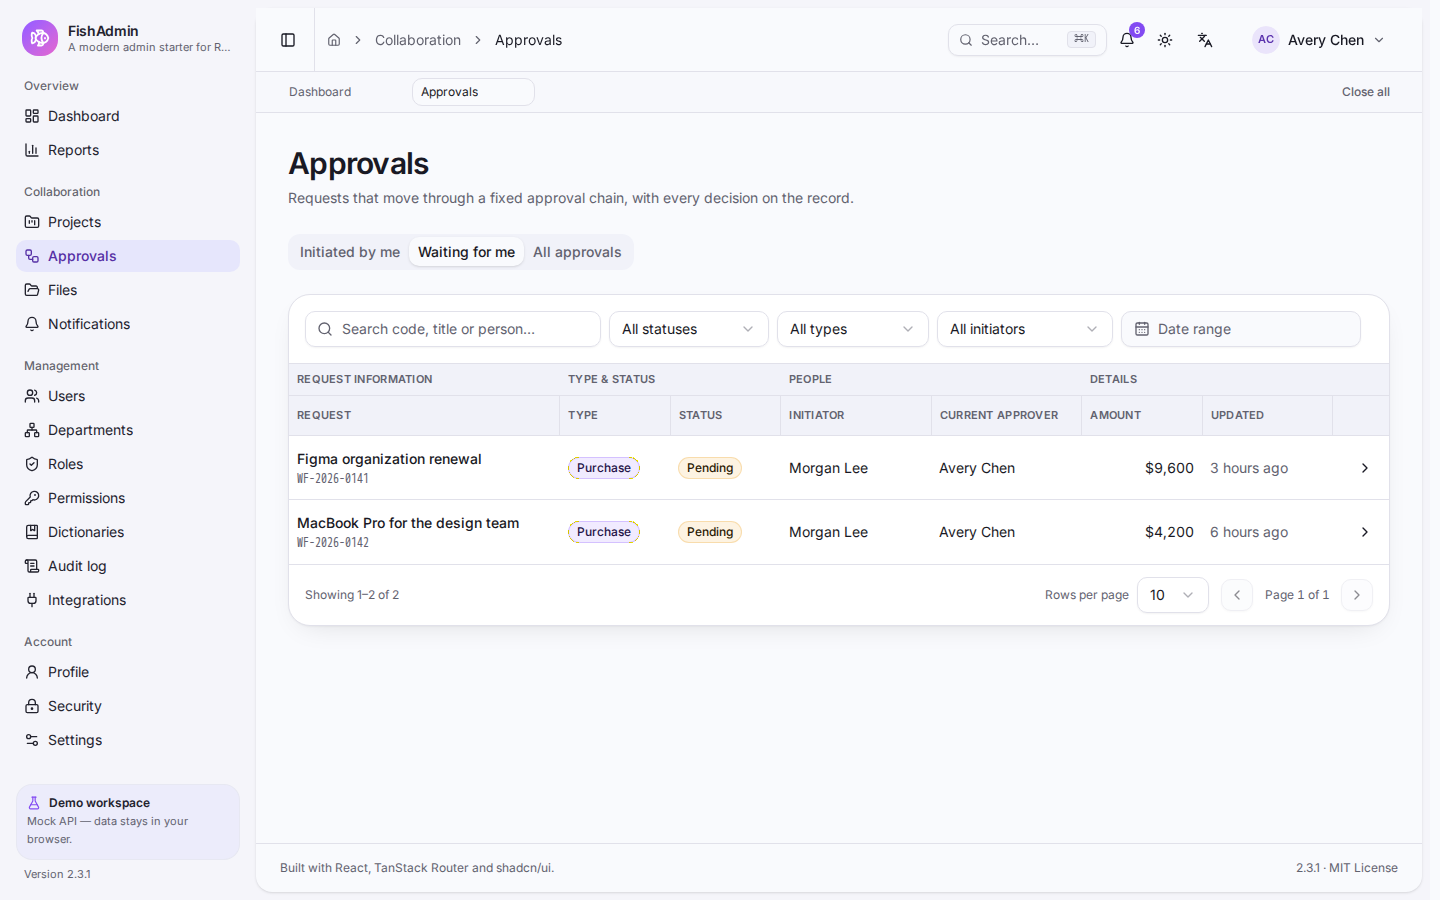 FishAdmin
A modern admin starter for R...
Overview
Dashboard
Reports
Collaboration
Projects
Approvals
Files
Notifications
Management
Users
Departments
Roles
Permissions
Dictionaries
Audit log
Integrations
Account
Profile
Security
Settings
Demo workspace
Mock API — data stays in your
browser.
Version 2.3.1
Collaboration
Approvals
Search...
⌘K
6
AC
Avery Chen
Dashboard
Approvals
Close all
Approvals
Requests that move through a fixed approval chain, with every decision on the record.
Initiated by me
Waiting for me
All approvals
Search code, title or person...
All statuses
All types
All initiators
Date range
REQUEST INFORMATION
TYPE & STATUS
PEOPLE
DETAILS
REQUEST
TYPE
STATUS
INITIATOR
CURRENT APPROVER
AMOUNT
UPDATED
Figma organization renewal
WF-2026-0141
Purchase
Pending
Morgan Lee
Avery Chen
$9,600
3 hours ago
MacBook Pro for the design team
WF-2026-0142
Purchase
Pending
Morgan Lee
Avery Chen
$4,200
6 hours ago
Showing 1–2 of 2
Rows per page
10
Page 1 of 1
Built with React, TanStack Router and shadcn/ui.
2.3.1 · MIT License